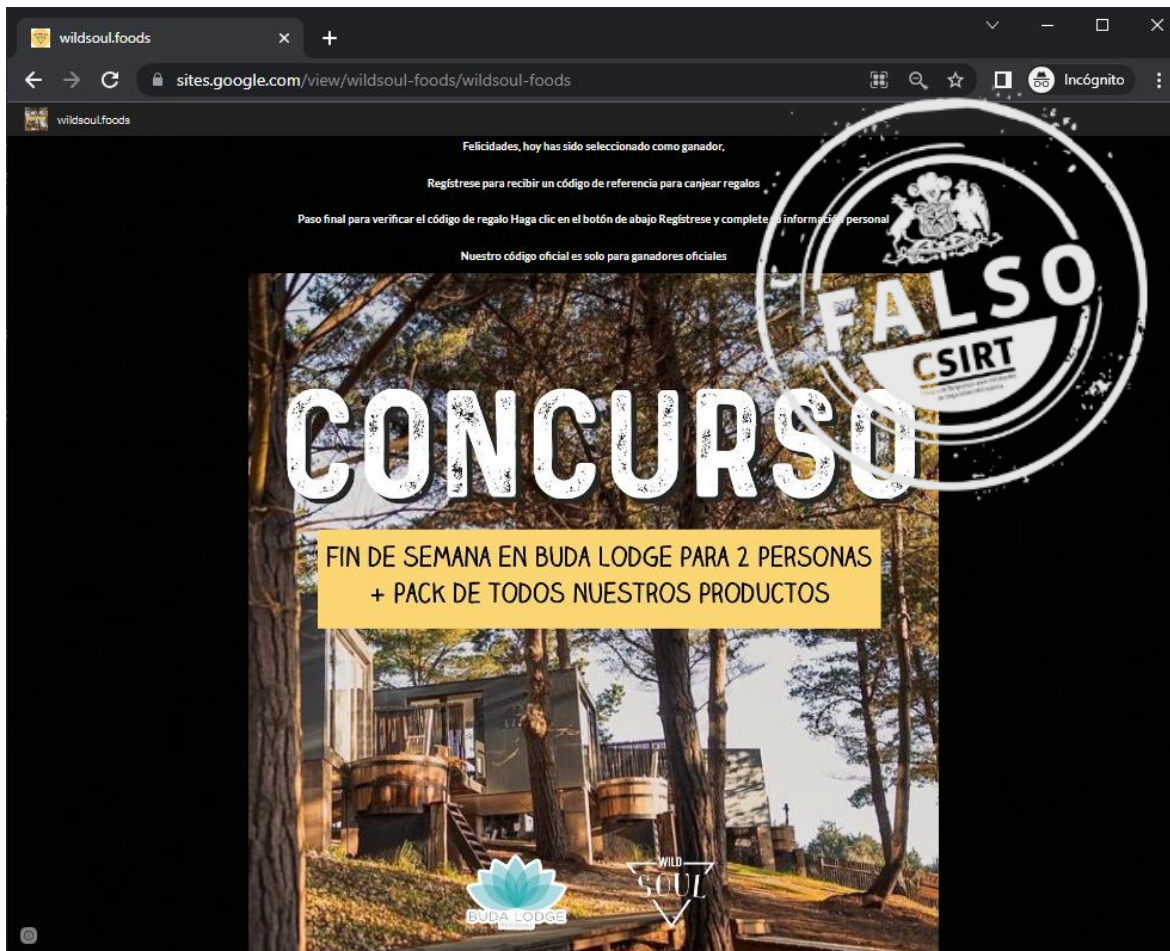 wildsoul.foods
sites.google.com/view/wildsoul-foods/wildsoul-foods
Incógnito
wildsoul.foods
Felicidades, hoy has sido seleccionado como ganador,
Regístrese para recibir un código de referencia para canjear regalos
Paso final para verificar el código de regalo Haga clic en el botón de abajo Regístrese y complete su información personal
Nuestro código oficial es solo para ganadores oficiales
FALSO
CSIRT
CONCURSO
FIN DE SEMANA EN BUDA LODGE PARA 2 PERSONAS
+ PACK DE TODOS NUESTROS PRODUCTOS
BUDA LODGE
WILD
SOUL